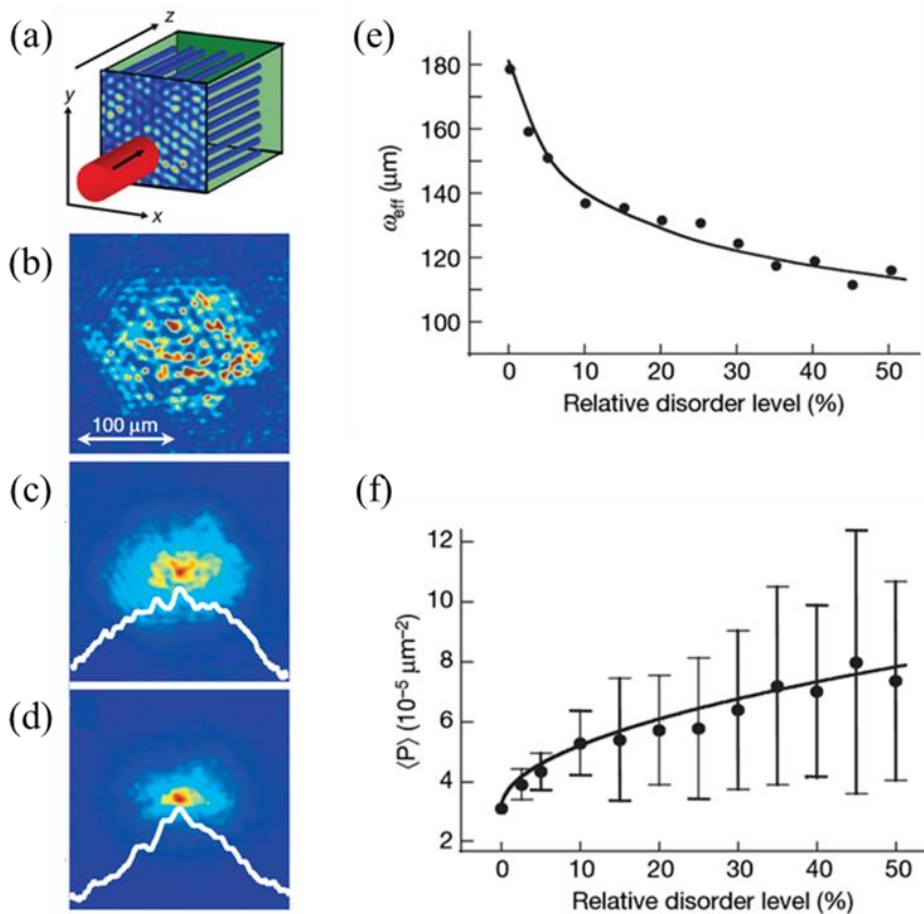 (a)
z
y
x
(b)
100 μm
(c)
(d)
(e)
180
160
140
120
100
ω_eff (μm)
0 10 20 30 40 50
Relative disorder level (%)
(f)
12
10
8
6
4
2
⟨P⟩ (10⁻⁵ μm⁻²)
0 10 20 30 40 50
Relative disorder level (%)